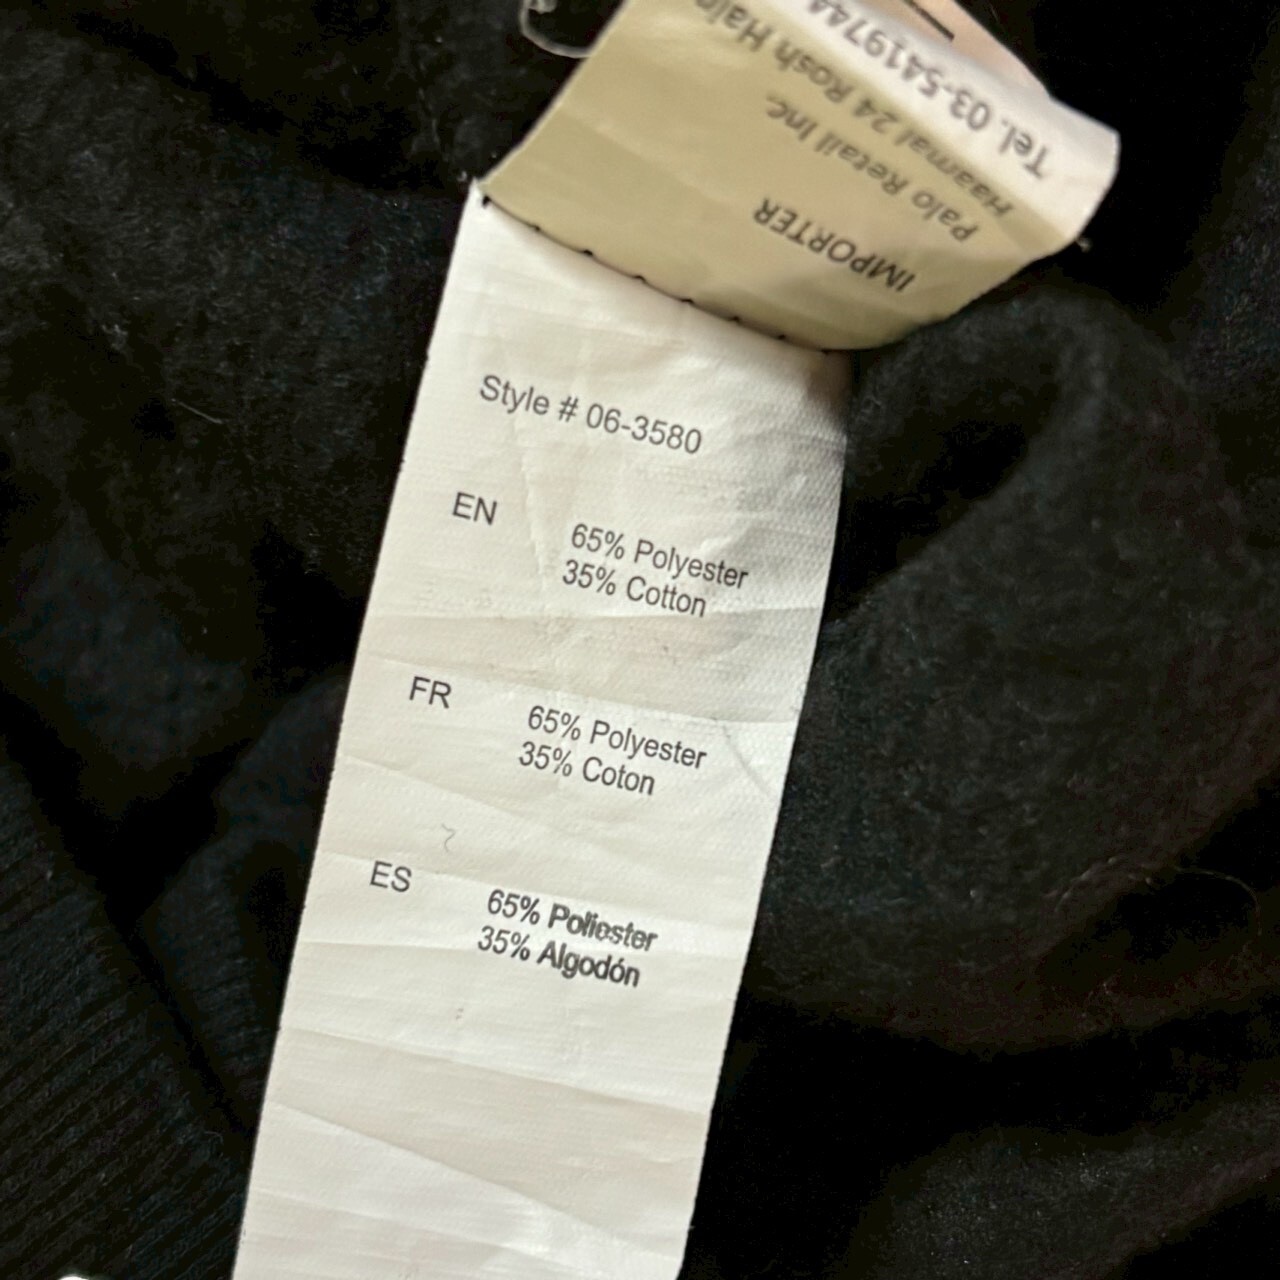 IMPORTER
Palo Retail Inc.
Haamal 24 Rosh
Tel. 03-5419744
Style # 06-3580
EN
65% Polyester
35% Cotton
FR
65% Polyester
35% Coton
ES
65% Poliester
35% Algodón